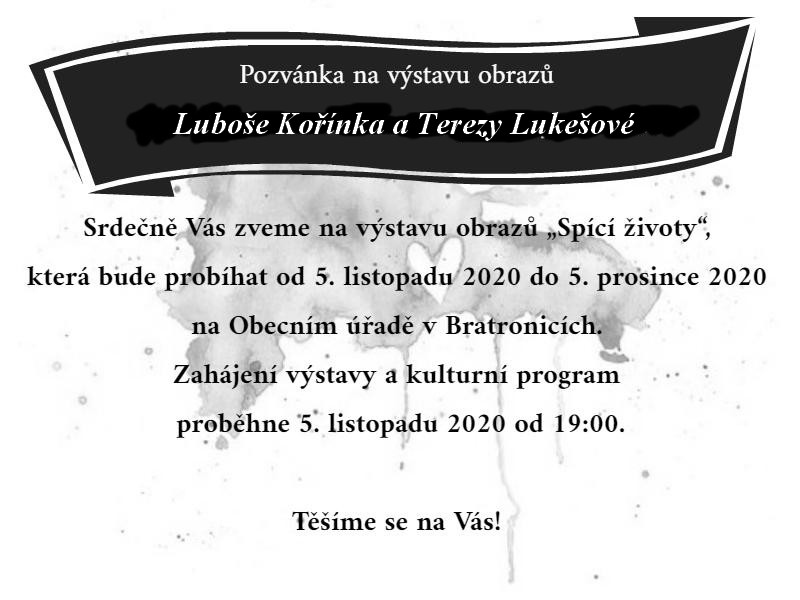 Pozvánka na výstavu obrazů
Luboše Kořínka a Terezy Lukešové
Srdečně Vás zveme na výstavu obrazů „Spící životy“,
která bude probíhat od 5. listopadu 2020 do 5. prosince 2020
na Obecním úřadě v Bratronicích.
Zahájení výstavy a kulturní program
proběhne 5. listopadu 2020 od 19:00.
Těšíme se na Vás!